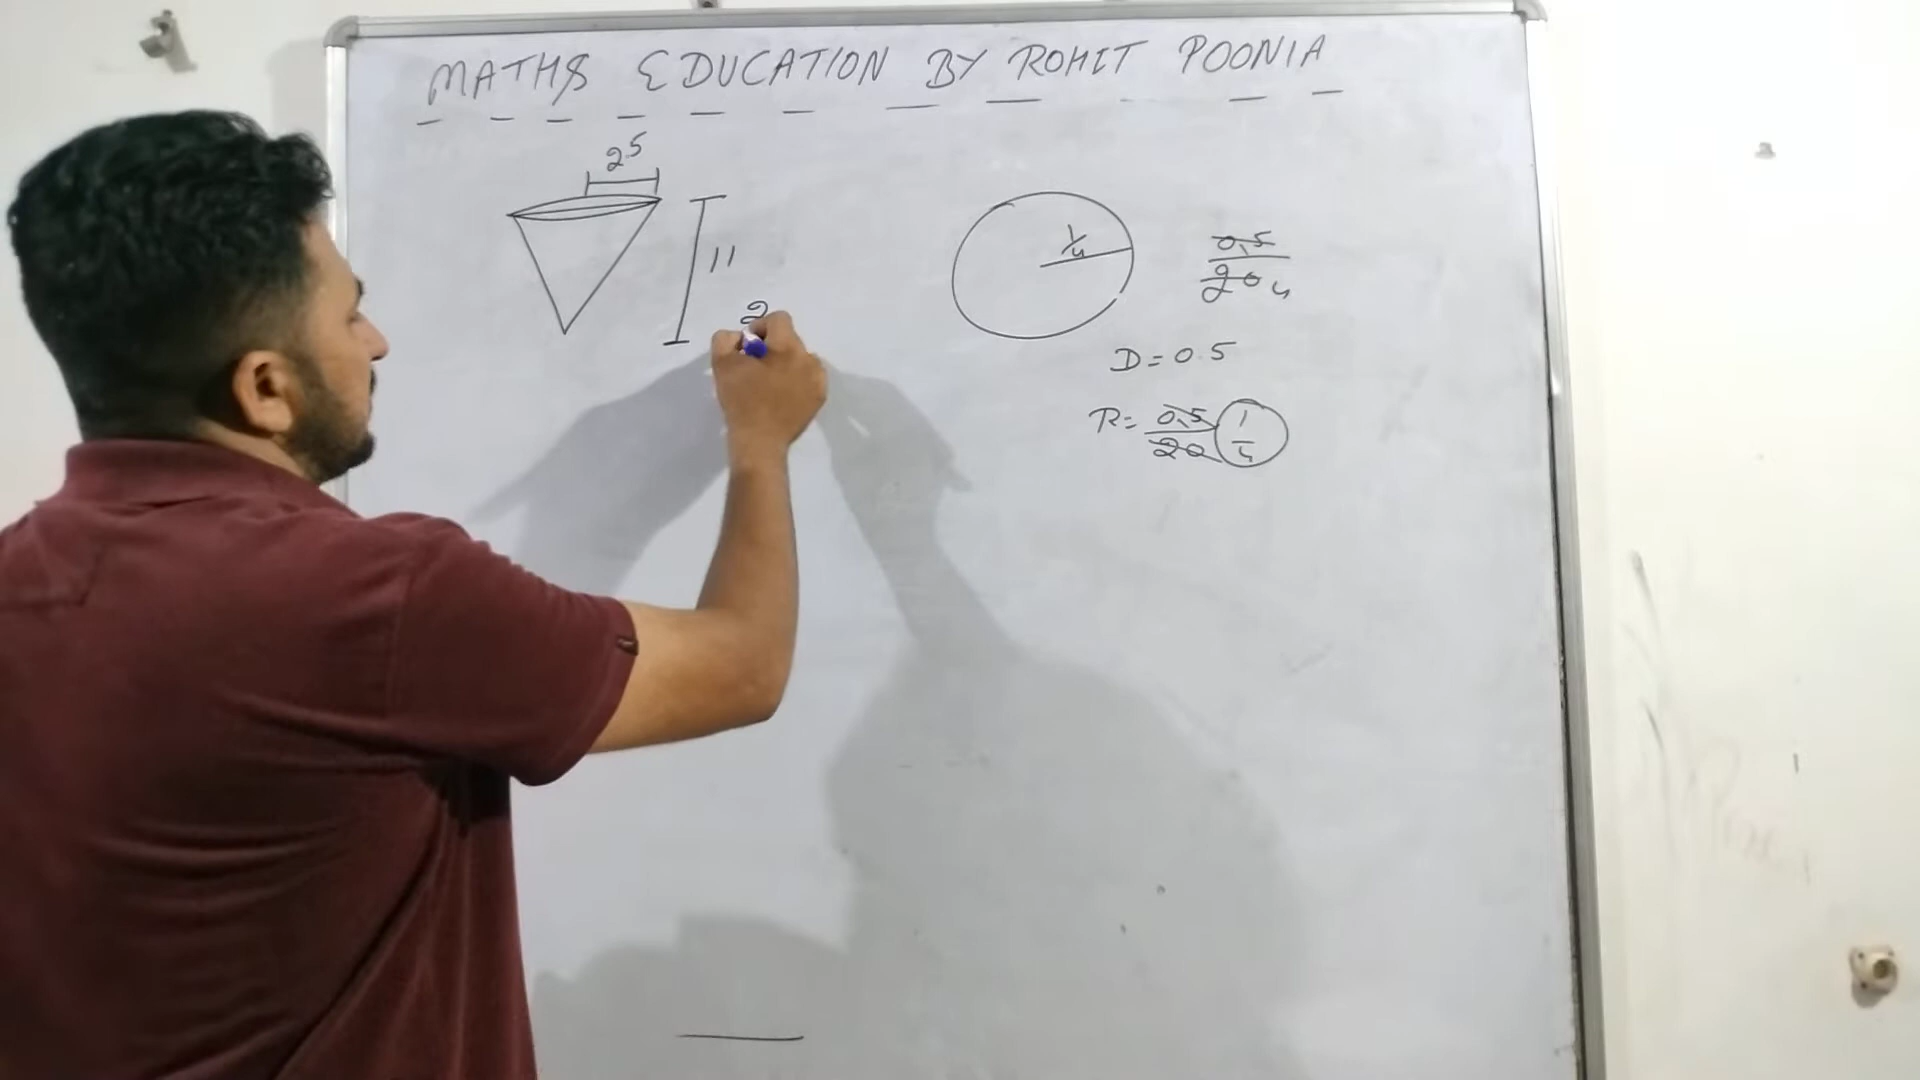 MATHS EDUCATION BY ROHIT POONIA
25
11
2
1/4
0.5
20 4
D = 0.5
R = 0.5/20 1/4